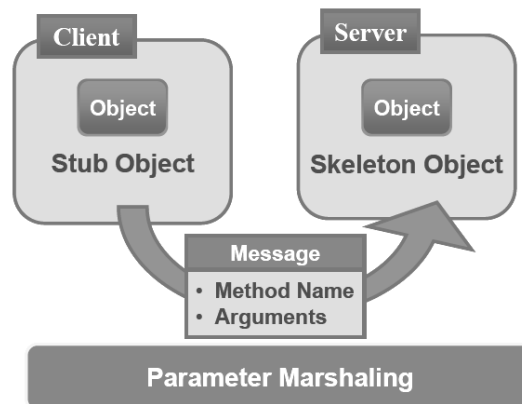 Client
Object
Stub Object
Server
Object
Skeleton Object
Message
• Method Name
• Arguments
Parameter Marshaling